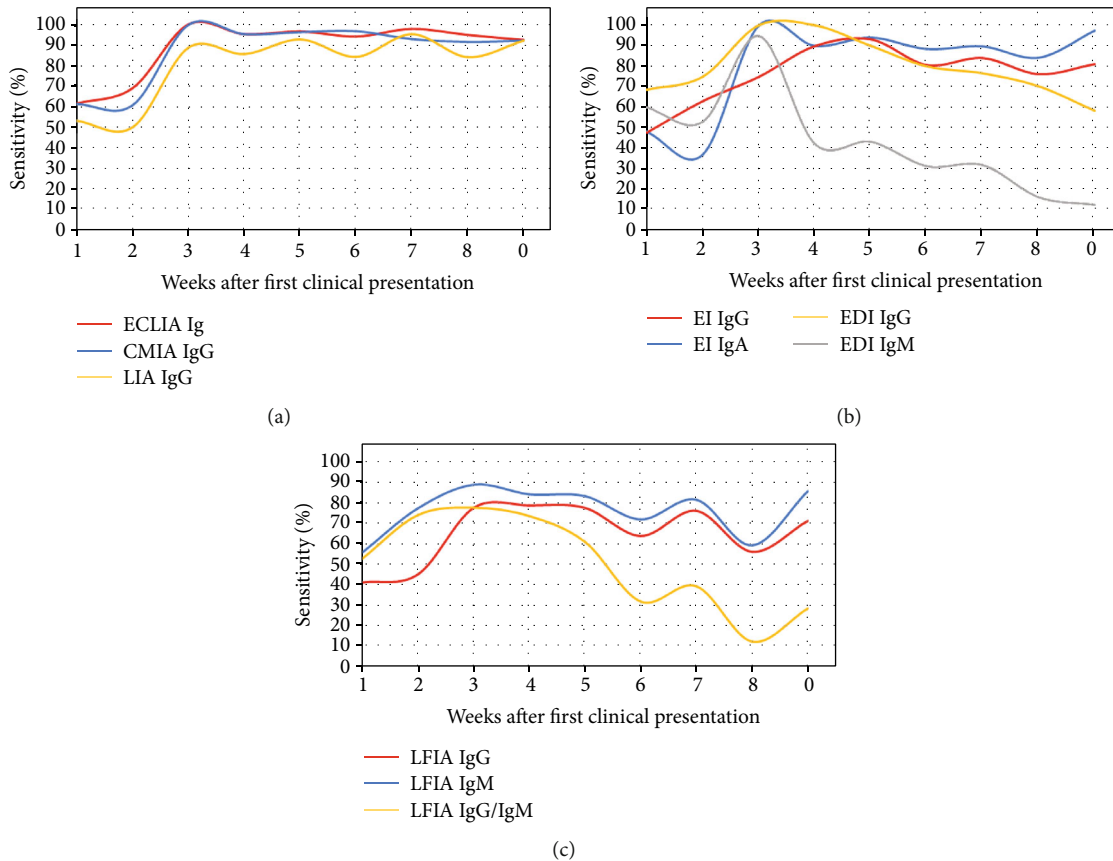 100
90
80
70
60
50
40
30
20
10
0
Sensitivity (%)
1 2 3 4 5 6 7 8 0
Weeks after first clinical presentation
ECLIA Ig
CMIA IgG
LIA IgG
(a)
100
90
80
70
60
50
40
30
20
10
0
Sensitivity (%)
1 2 3 4 5 6 7 8 0
Weeks after first clinical presentation
EI IgG EDI IgG
EI IgA EDI IgM
(b)
100
90
80
70
60
50
40
30
20
10
0
Sensitivity (%)
1 2 3 4 5 6 7 8 0
Weeks after first clinical presentation
LFIA IgG
LFIA IgM
LFIA IgG/IgM
(c)